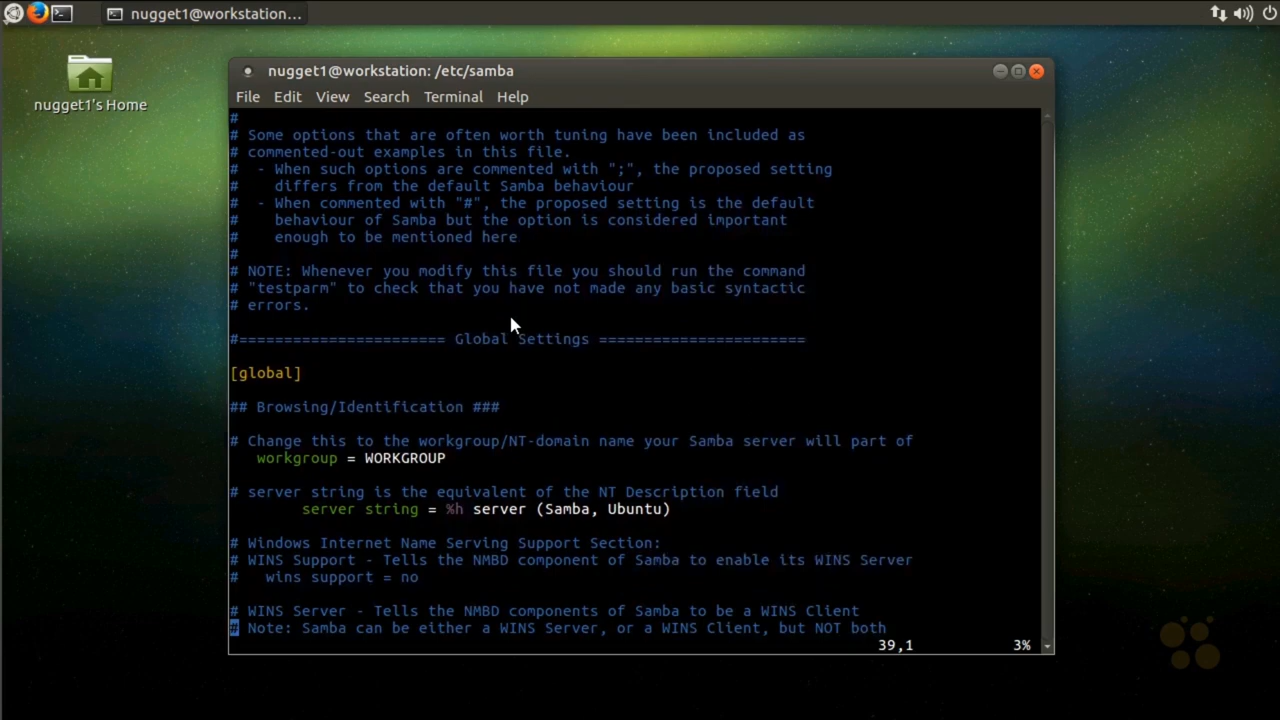 nugget1@workstation...
nugget1's Home
nugget1@workstation: /etc/samba
File Edit View Search Terminal Help
#
# Some options that are often worth tuning have been included as
# commented-out examples in this file.
#  - When such options are commented with ";", the proposed setting
#    differs from the default Samba behaviour
#  - When commented with "#", the proposed setting is the default
#    behaviour of Samba but the option is considered important
#    enough to be mentioned here
#
# NOTE: Whenever you modify this file you should run the command
# "testparm" to check that you have not made any basic syntactic
# errors.
#======================= Global Settings =======================
[global]
## Browsing/Identification ###
# Change this to the workgroup/NT-domain name your Samba server will part of
   workgroup = WORKGROUP
# server string is the equivalent of the NT Description field
        server string = %h server (Samba, Ubuntu)
# Windows Internet Name Serving Support Section:
# WINS Support - Tells the NMBD component of Samba to enable its WINS Server
#   wins support = no
# WINS Server - Tells the NMBD components of Samba to be a WINS Client
# Note: Samba can be either a WINS Server, or a WINS Client, but NOT both
39,1 3%